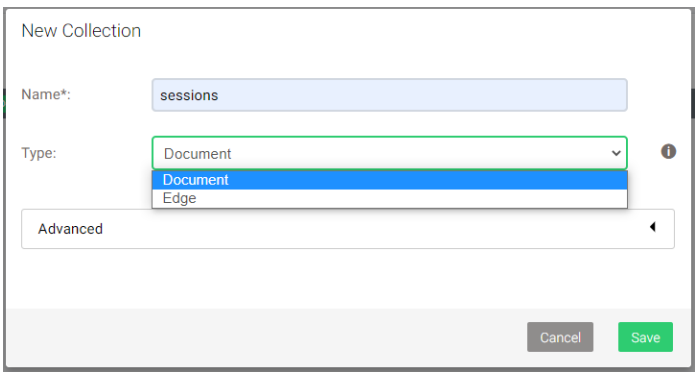 New Collection
Name*: sessions
Type: Document
Document
Edge
Advanced
Cancel Save